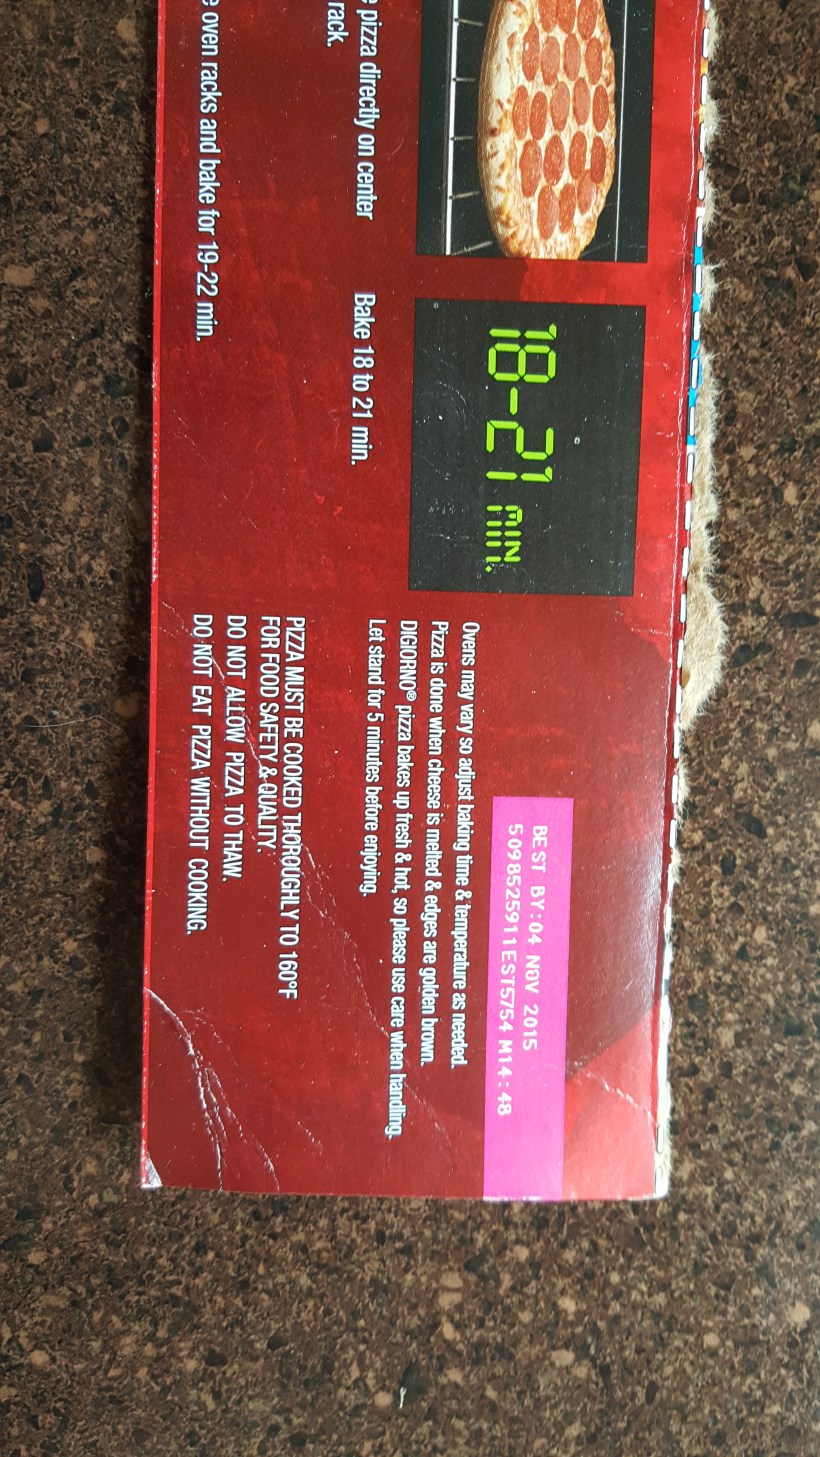 pizza directly on center
rack.
oven racks and bake for 19-22 min.
18-21 MIN.
Bake 18 to 21 min.
BEST BY:04 NOV 2015
5098525911EST5754 M14:48
Ovens may vary so adjust baking time & temperature as needed.
Pizza is done when cheese is melted & edges are golden brown.
DIGIORNO® pizza bakes up fresh & hot, so please use care when handling.
Let stand for 5 minutes before enjoying.
PIZZA MUST BE COOKED THOROUGHLY TO 160°F
FOR FOOD SAFETY & QUALITY.
DO NOT ALLOW PIZZA TO THAW.
DO NOT EAT PIZZA WITHOUT COOKING.